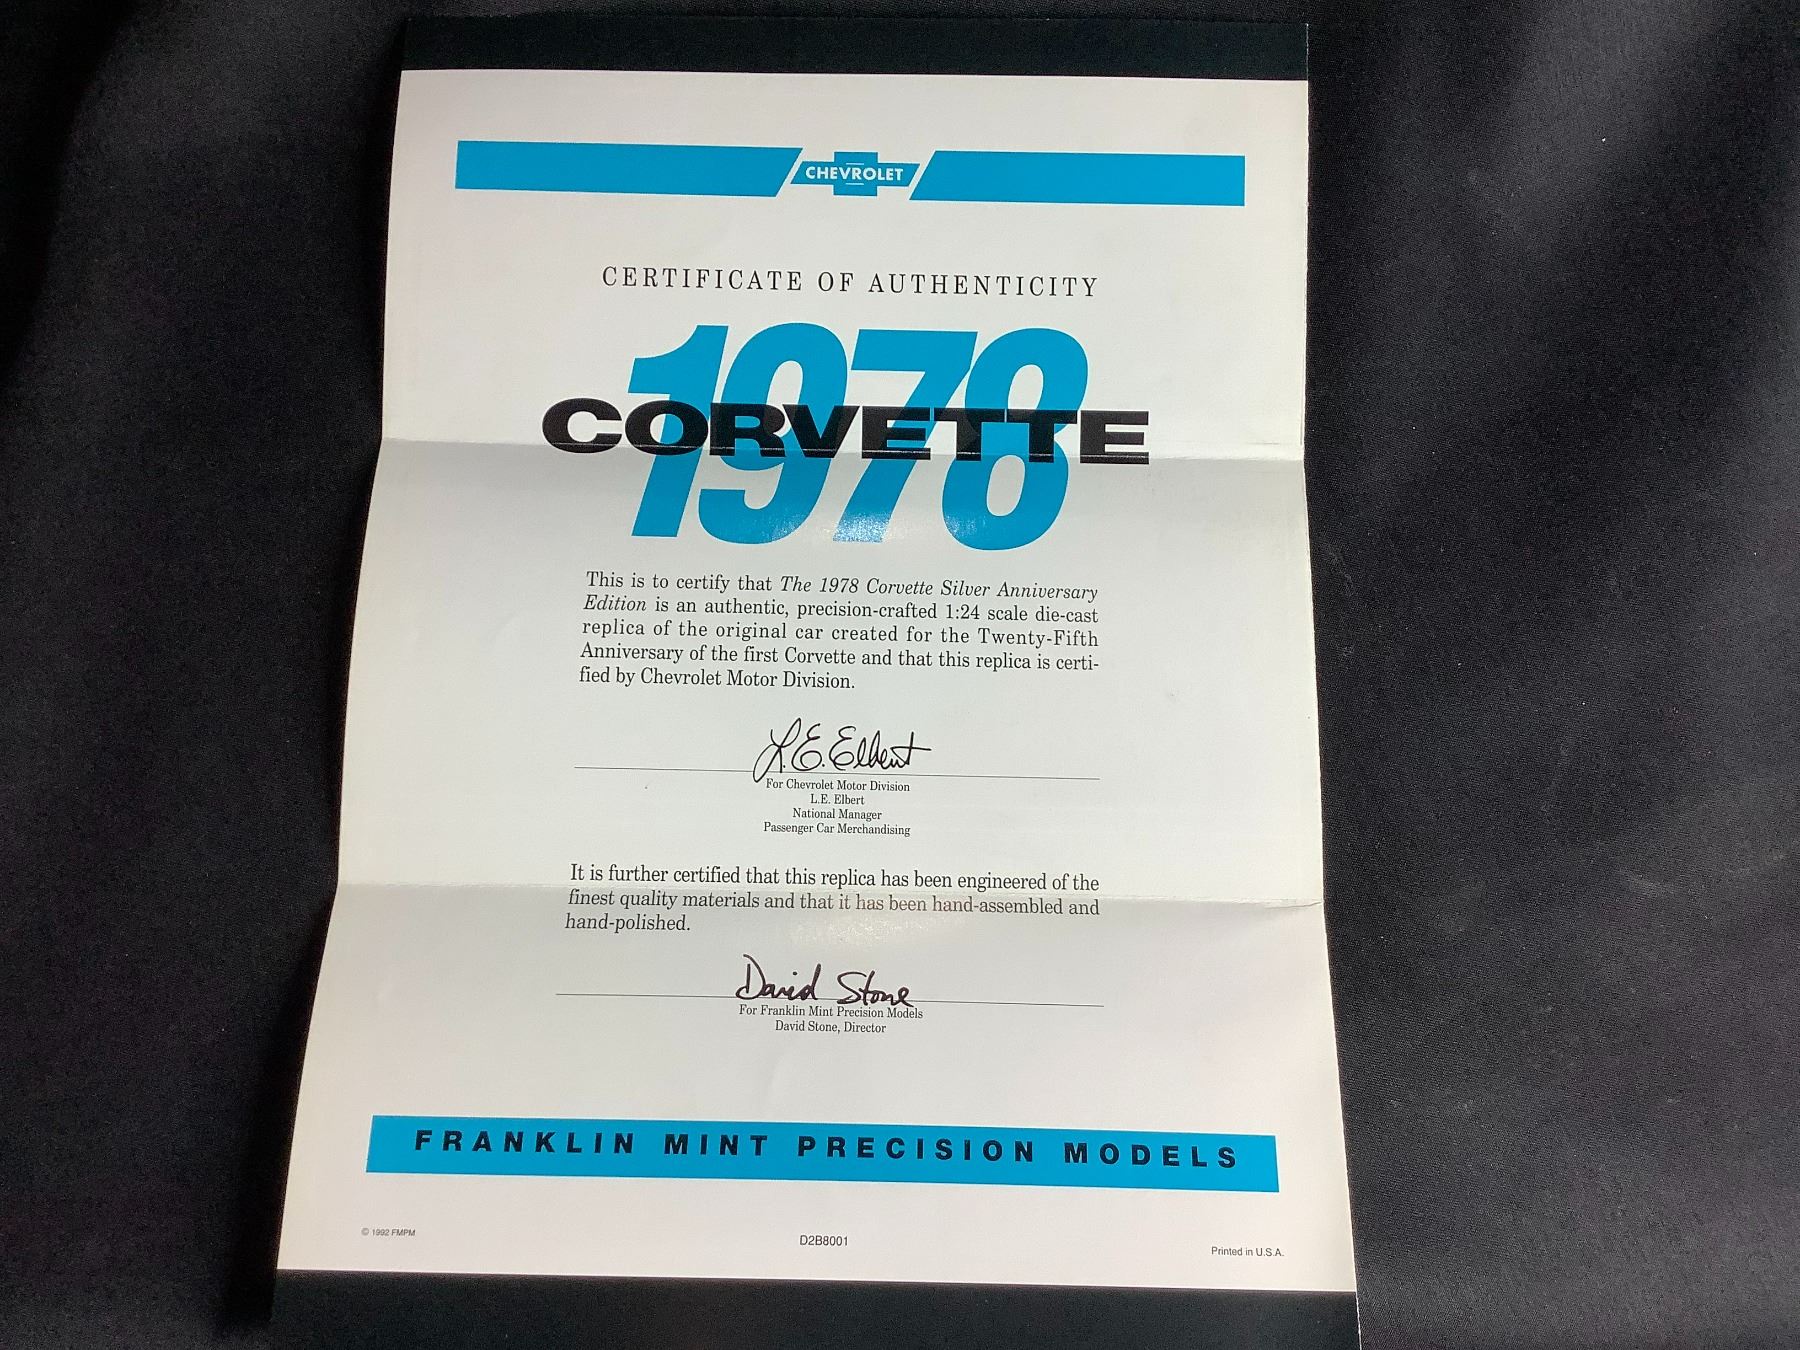 CHEVROLET
CERTIFICATE OF AUTHENTICITY
1978
CORVETTE
This is to certify that The 1978 Corvette Silver Anniversary
Edition is an authentic, precision-crafted 1:24 scale die-cast
replica of the original car created for the Twenty-Fifth
Anniversary of the first Corvette and that this replica is certi-
fied by Chevrolet Motor Division.
L.E. Elbert
For Chevrolet Motor Division
L.E. Elbert
National Manager
Passenger Car Merchandising
It is further certified that this replica has been engineered of the
finest quality materials and that it has been hand-assembled and
hand-polished.
David Stone
For Franklin Mint Precision Models
David Stone, Director
FRANKLIN MINT PRECISION MODELS
© 1992 FMPM
D2B8001
Printed in U.S.A.